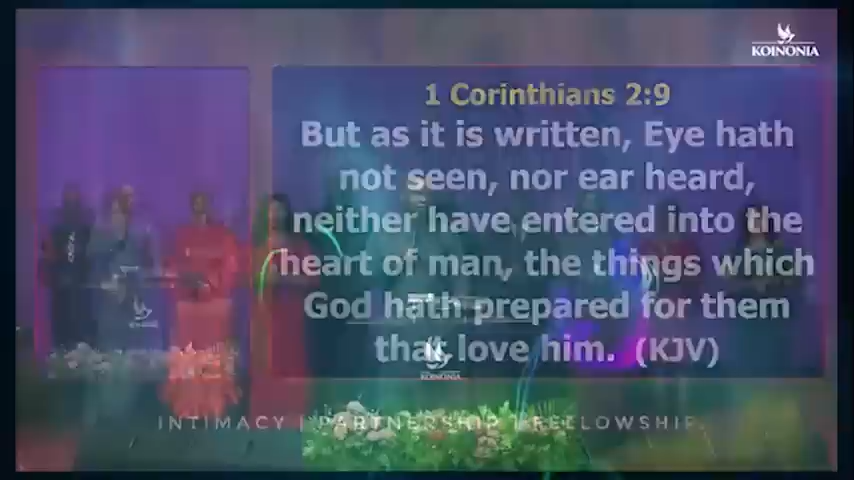 KOINONIA
1 Corinthians 2:9
But as it is written, Eye hath
not seen, nor ear heard,
neither have entered into the
heart of man, the things which
God hath prepared for them
that love him. (KJV)
KOINONIA
INTIMACY | PARTNERSHIP | FELLOWSHIP